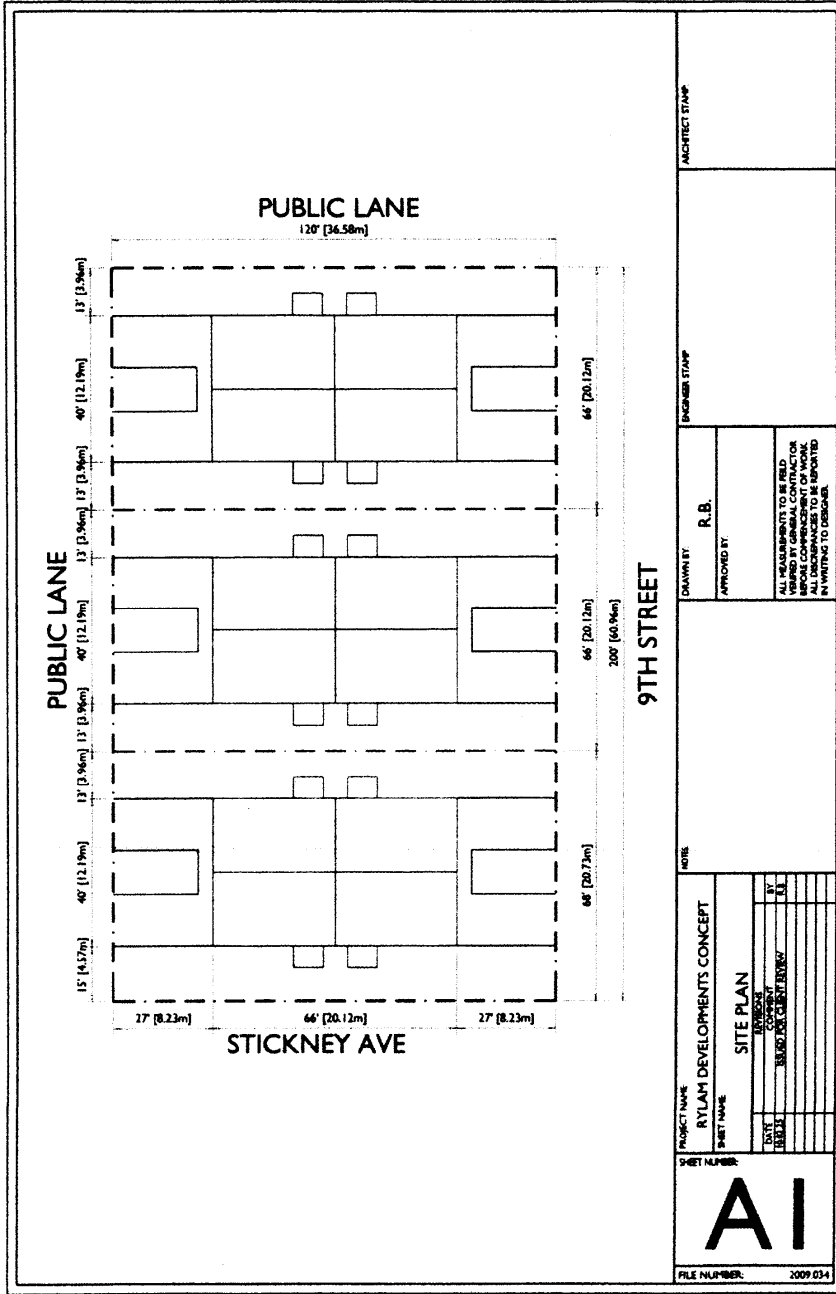 PUBLIC LANE
120' [36.58m]
13' [3.96m]
40' [12.19m]
13' [3.96m]
13' [3.96m]
40' [12.19m]
13' [3.96m]
13' [3.96m]
40' [12.19m]
15' [4.57m]
PUBLIC LANE
66' [20.12m]
66' [20.12m]
68' [20.73m]
200' [60.96m]
9TH STREET
27' [8.23m]
66' [20.12m]
27' [8.23m]
STICKNEY AVE
ARCHITECT STAMP:
ENGINEER STAMP
DRAWN BY
R.B.
APPROVED BY
ALL MEASUREMENTS TO BE FIELD
VERIFIED BY GENERAL CONTRACTOR
BEFORE COMMENCEMENT OF WORK.
ALL DISCREPANCIES TO BE REPORTED
IN WRITING TO DESIGNER.
NOTES
PROJECT NAME
RYLAM DEVELOPMENTS CONCEPT
SHEET NAME:
SITE PLAN
REVISIONS
DATE
COMMENT
BY
ISSUED FOR CLIENT REVIEW
R.B.
SHEET NUMBER:
A1
FILE NUMBER:
2009.034